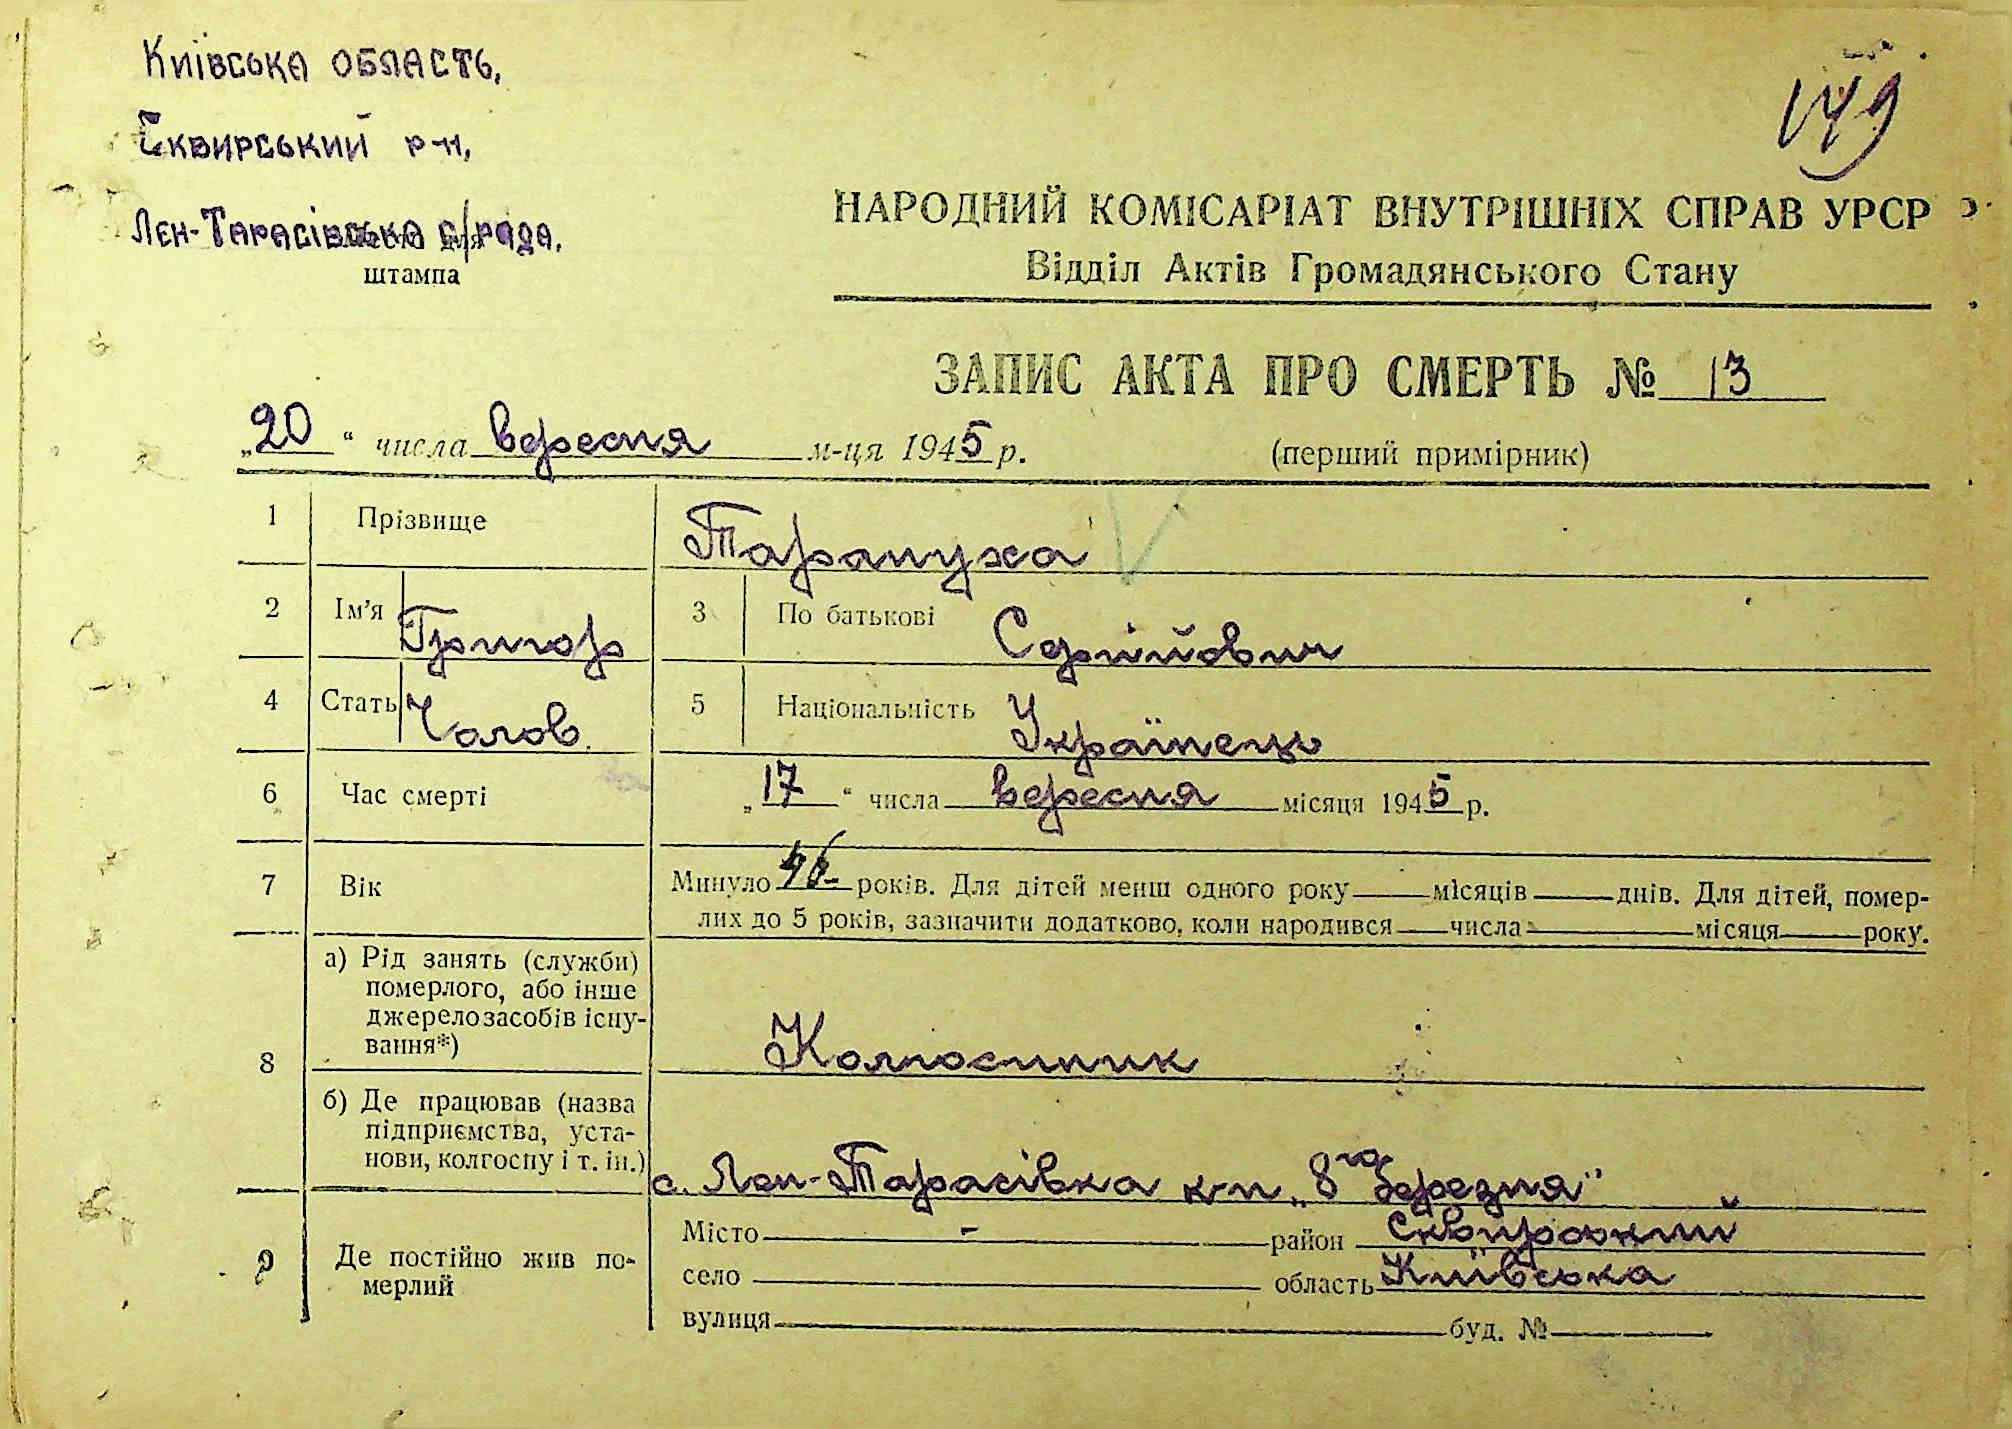 Київська область,
149
Сквирський р-н,
Лен-Тарасівська с/рада.
штампа
НАРОДНИЙ КОМІСАРІАТ ВНУТРІШНІХ СПРАВ УРСР
Відділ Актів Громадянського Стану
ЗАПИС АКТА ПРО СМЕРТЬ № 13
„20“ числа вересня м-ця 1945 р.
(перший примірник)
1 Прізвище Тарануха
2 Ім’я Григор 3 По батькові Сергійович
4 Стать Чолов. 5 Національність Українець
6 Час смерті „17“ числа вересня місяця 1945 р.
7 Вік Минуло років. Для дітей менш одного року місяців днів. Для дітей, помер-
лих до 5 років, зазначити додатково, коли народився числа місяця року.
8 а) Рід занять (служби)
померлого, або інше
джерело засобів існу-
вання*)
Колгоспник
б) Де працював (назва
підприємства, уста-
нови, колгоспу і т. ін.)
с. Лен-Тарасівка к-п „8го Березня“
9 Де постійно жив по-
мерлий
Місто - район Сквирський
село область Київська
вулиця буд. №